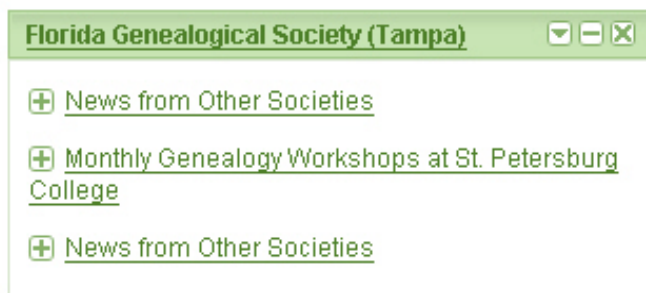 Florida Genealogical Society (Tampa)
News from Other Societies
Monthly Genealogy Workshops at St. Petersburg
College
News from Other Societies